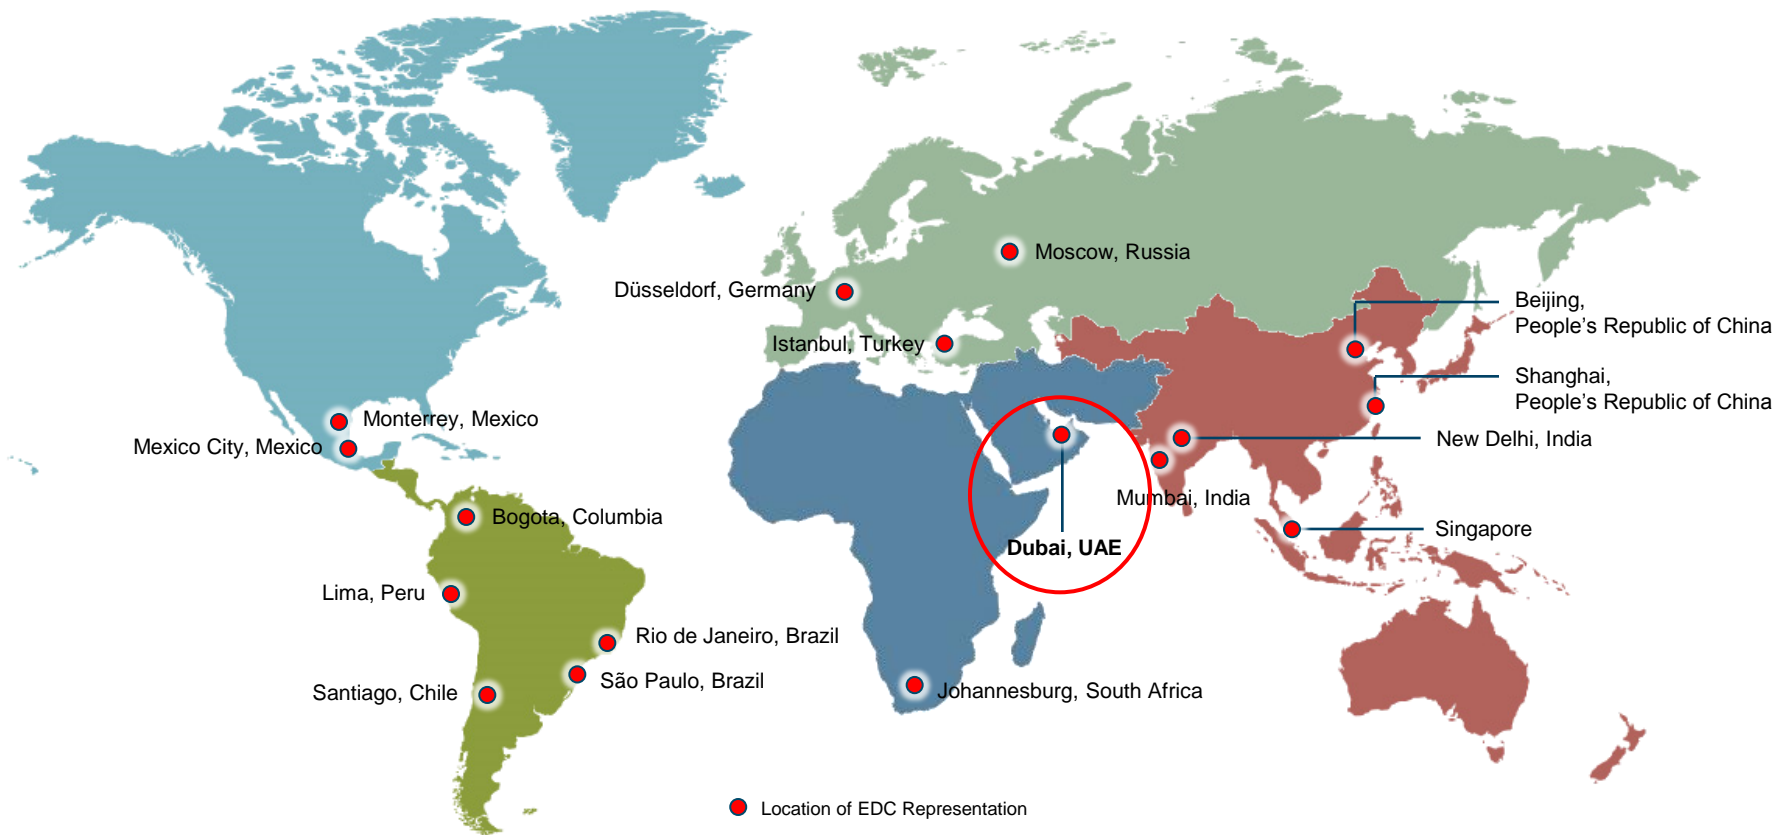 Moscow, Russia
Düsseldorf, Germany
Beijing,
People's Republic of China
Istanbul, Turkey
Shanghai,
People's Republic of China
Monterrey, Mexico
Mexico City, Mexico
New Delhi, India
Mumbai, India
Bogota, Columbia
Singapore
Dubai, UAE
Lima, Peru
Rio de Janeiro, Brazil
São Paulo, Brazil
Santiago, Chile
Johannesburg, South Africa
Location of EDC Representation